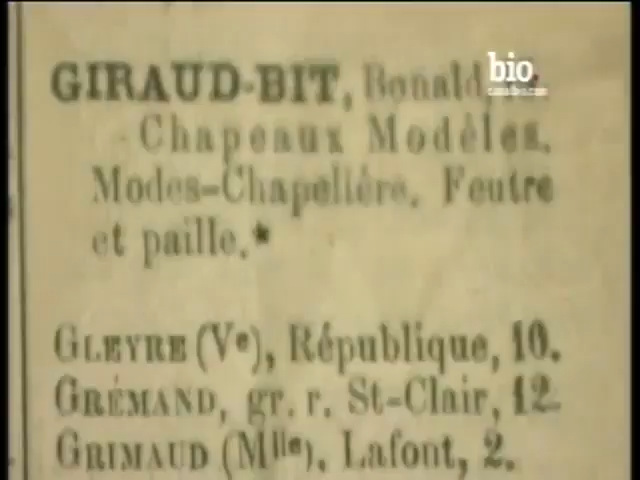 bio
GIRAUD-BIT, Ronald,
Chapeaux Modèles.
Modes-Chapelière. Feutre
et paille.*
GLEYRE (Vᵉ), République, 10.
GRÉMAND, gr. r. St-Clair, 12
GRIMAUD (Mˡˡᵉ), Lafont, 2.